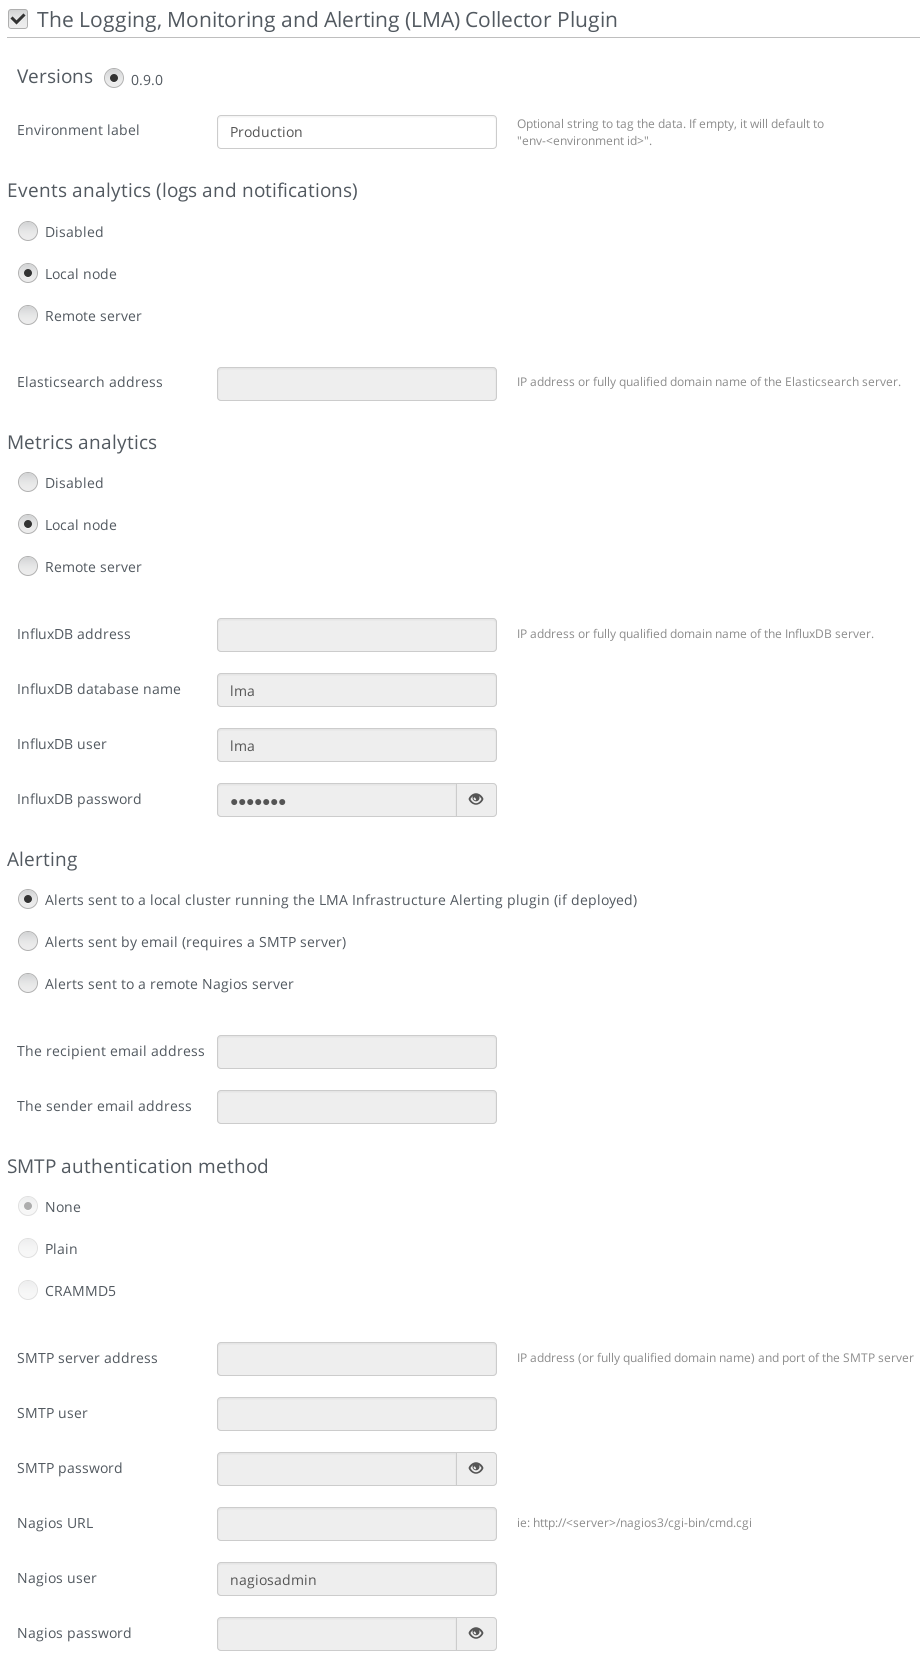 The Logging, Monitoring and Alerting (LMA) Collector Plugin
Versions 0.9.0
Environment label Production Optional string to tag the data. If empty, it will default to
"env-<environment id>".
Events analytics (logs and notifications)
Disabled
Local node
Remote server
Elasticsearch address IP address or fully qualified domain name of the Elasticsearch server.
Metrics analytics
Disabled
Local node
Remote server
InfluxDB address IP address or fully qualified domain name of the InfluxDB server.
InfluxDB database name lma
InfluxDB user lma
InfluxDB password •••••••
Alerting
Alerts sent to a local cluster running the LMA Infrastructure Alerting plugin (if deployed)
Alerts sent by email (requires a SMTP server)
Alerts sent to a remote Nagios server
The recipient email address
The sender email address
SMTP authentication method
None
Plain
CRAMMD5
SMTP server address IP address (or fully qualified domain name) and port of the SMTP server
SMTP user
SMTP password
Nagios URL ie: http://<server>/nagios3/cgi-bin/cmd.cgi
Nagios user nagiosadmin
Nagios password